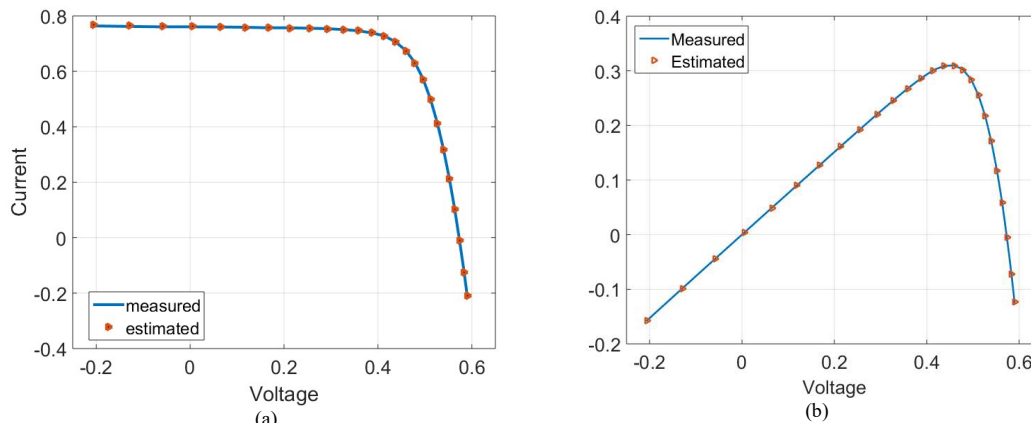 0.8
0.6
0.4
0.2
0
-0.2
-0.4
Current
measured
estimated
-0.2 0 0.2 0.4 0.6
Voltage
(a)
0.4
0.3
0.2
0.1
0
-0.1
-0.2
Measured
Estimated
-0.2 0 0.2 0.4 0.6
Voltage
(b)